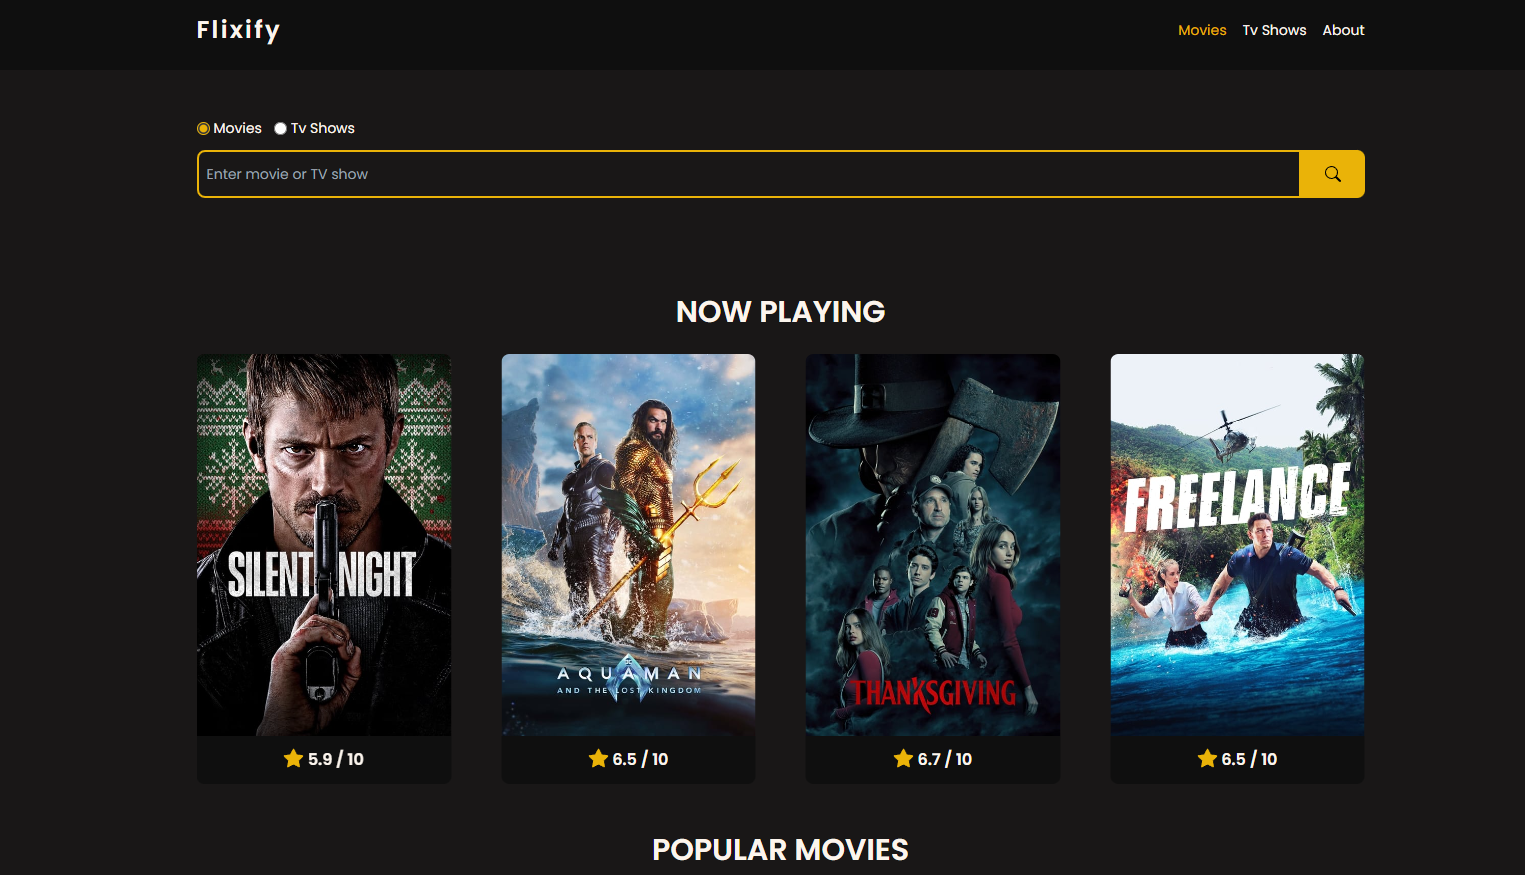 Flixify
Movies Tv Shows About
Movies Tv Shows
Enter movie or TV show
NOW PLAYING
SILENT NIGHT
AQUAMAN
AND THE LOST KINGDOM
THANKSGIVING
FREELANCE
5.9 / 10
6.5 / 10
6.7 / 10
6.5 / 10
POPULAR MOVIES